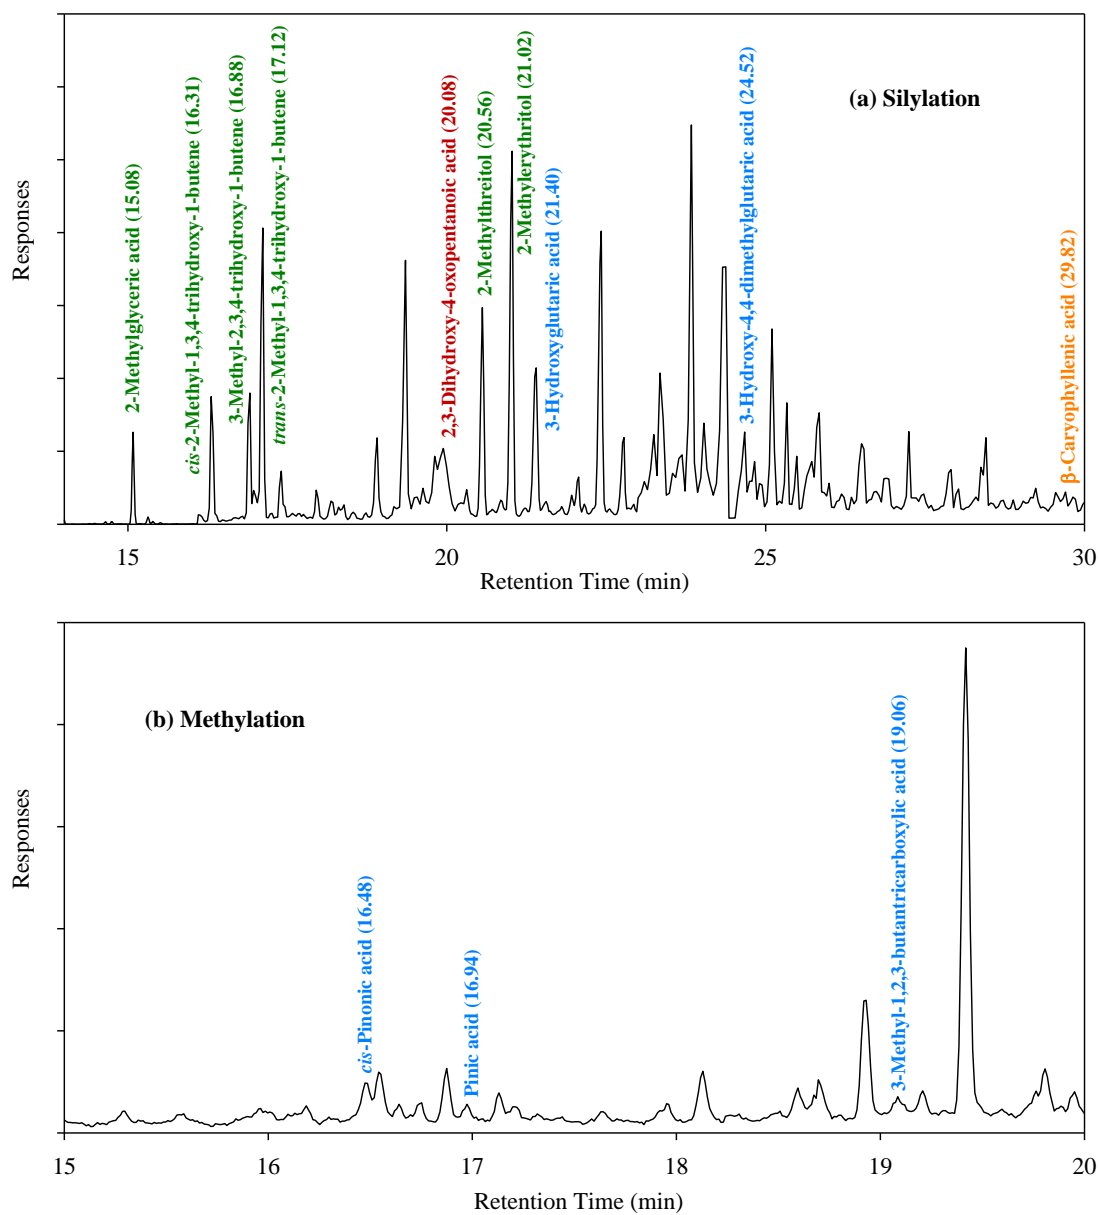 (a) Silylation
Responses
2-Methylglyceric acid (15.08)
cis-2-Methyl-1,3,4-trihydroxy-1-butene (16.31)
3-Methyl-2,3,4-trihydroxy-1-butene (16.88)
trans-2-Methyl-1,3,4-trihydroxy-1-butene (17.12)
2,3-Dihydroxy-4-oxopentanoic acid (20.08)
2-Methylthreitol (20.56)
2-Methylerythritol (21.02)
3-Hydroxyglutaric acid (21.40)
3-Hydroxy-4,4-dimethylglutaric acid (24.52)
β-Caryophyllenic acid (29.82)
15 20 25 30
Retention Time (min)
(b) Methylation
Responses
cis-Pinonic acid (16.48)
Pinic acid (16.94)
3-Methyl-1,2,3-butantricarboxylic acid (19.06)
15 16 17 18 19 20
Retention Time (min)